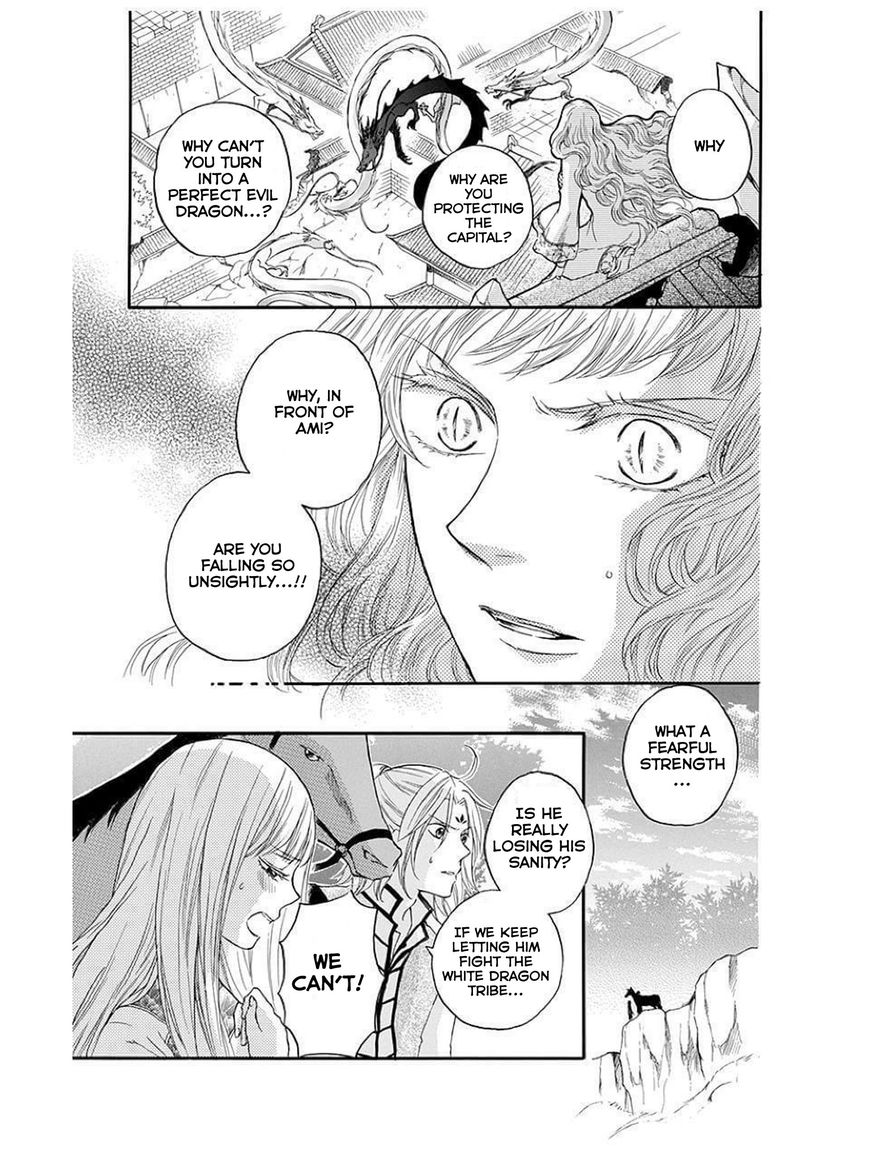 WHY
WHY ARE
YOU
PROTECTING
THE
CAPITAL?
WHY CAN'T
YOU TURN
INTO A
PERFECT EVIL
DRAGON...?
WHY, IN
FRONT OF
AMI?
ARE YOU
FALLING SO
UNSIGHTLY...!!
WHAT A
FEARFUL
STRENGTH
...
IS HE
REALLY
LOSING HIS
SANITY?
IF WE KEEP
LETTING HIM
FIGHT THE
WHITE DRAGON
TRIBE...
WE
CAN'T!